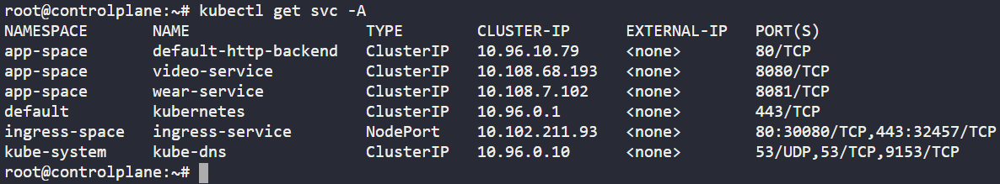 root@controlplane:~# kubectl get svc -A
NAMESPACE NAME TYPE CLUSTER-IP EXTERNAL-IP PORT(S)
app-space default-http-backend ClusterIP 10.96.10.79 <none> 80/TCP
app-space video-service ClusterIP 10.108.68.193 <none> 8080/TCP
app-space wear-service ClusterIP 10.108.7.102 <none> 8081/TCP
default kubernetes ClusterIP 10.96.0.1 <none> 443/TCP
ingress-space ingress-service NodePort 10.102.211.93 <none> 80:30080/TCP,443:32457/TCP
kube-system kube-dns ClusterIP 10.96.0.10 <none> 53/UDP,53/TCP,9153/TCP
root@controlplane:~#